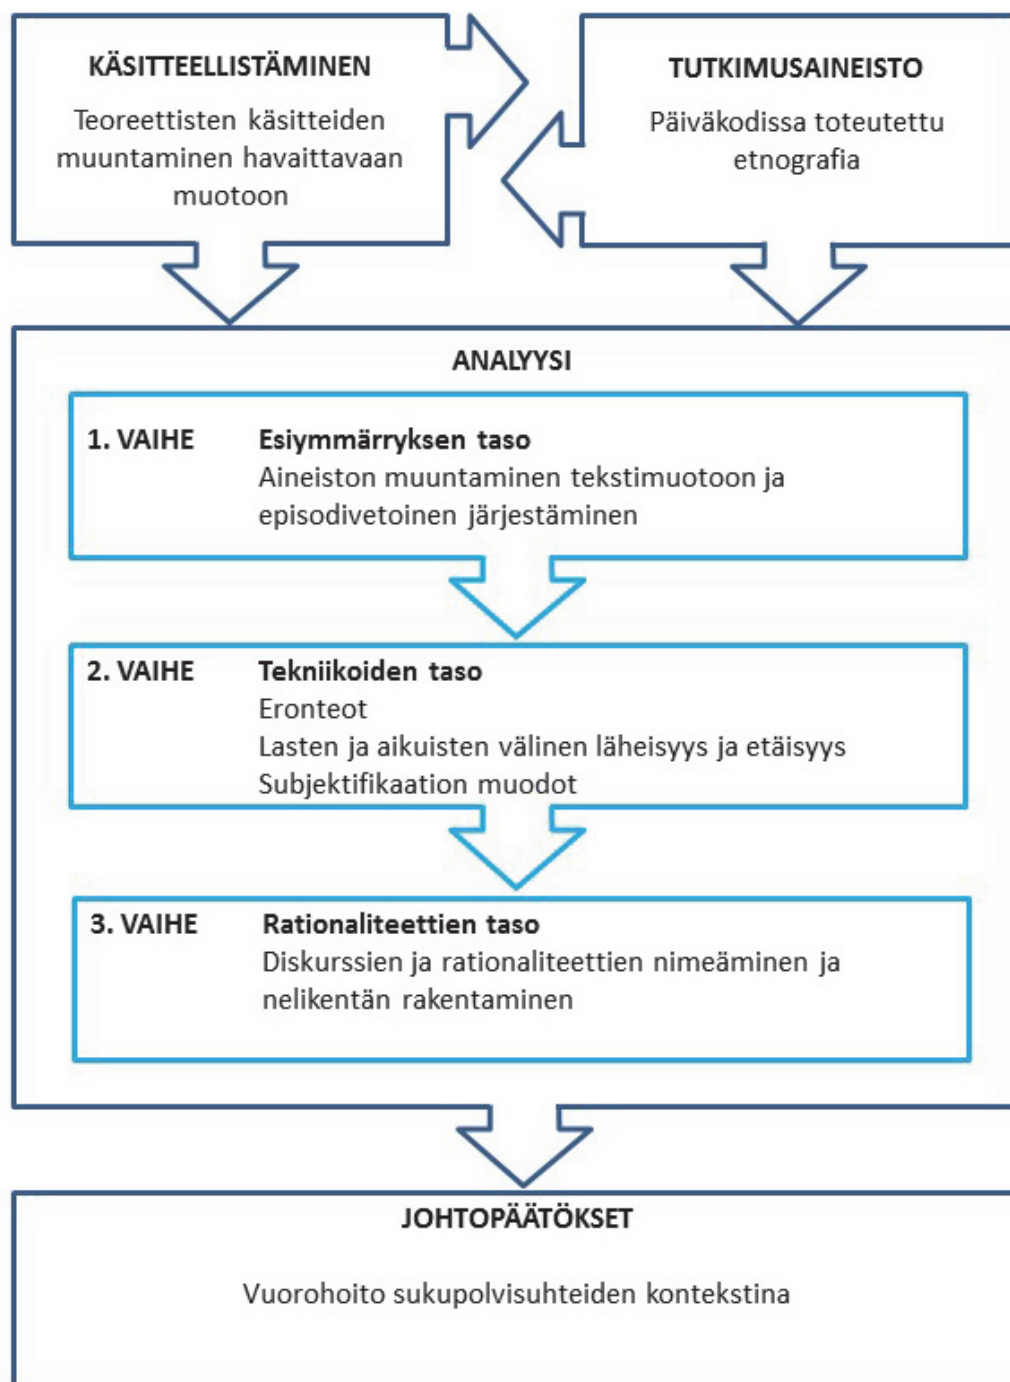 KÄSITTEELLISTÄMINEN
Teoreettisten käsitteiden
muuntaminen havaittavaan
muotoon
TUTKIMUSAINEISTO
Päiväkodissa toteutettu
etnografia
ANALYYSI
1. VAIHE Esiymmärryksen taso
Aineiston muuntaminen tekstimuotoon ja
episodivetoinen järjestäminen
2. VAIHE Tekniikoiden taso
Eronteot
Lasten ja aikuisten välinen läheisyys ja etäisyys
Subjektifikaation muodot
3. VAIHE Rationaliteettien taso
Diskurssien ja rationaliteettien nimeäminen ja
nelikentän rakentaminen
JOHTOPÄÄTÖKSET
Vuorohoito sukupolvisuhteiden kontekstina